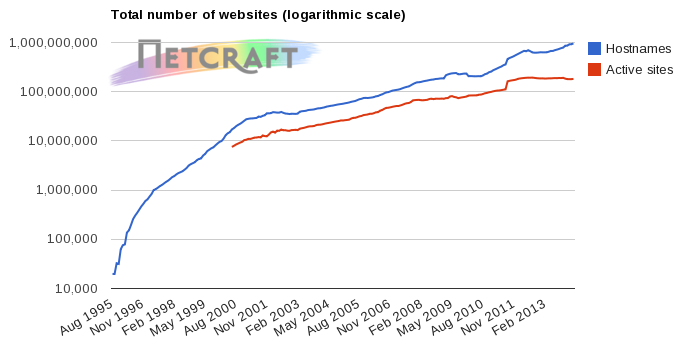 Total number of websites (logarithmic scale)
NETCRAFT
1,000,000,000
100,000,000
10,000,000
1,000,000
100,000
10,000
Hostnames
Active sites
Aug 1995
Nov 1996
Feb 1998
May 1999
Aug 2000
Nov 2001
Feb 2003
May 2004
Aug 2005
Nov 2006
Feb 2008
May 2009
Aug 2010
Nov 2011
Feb 2013